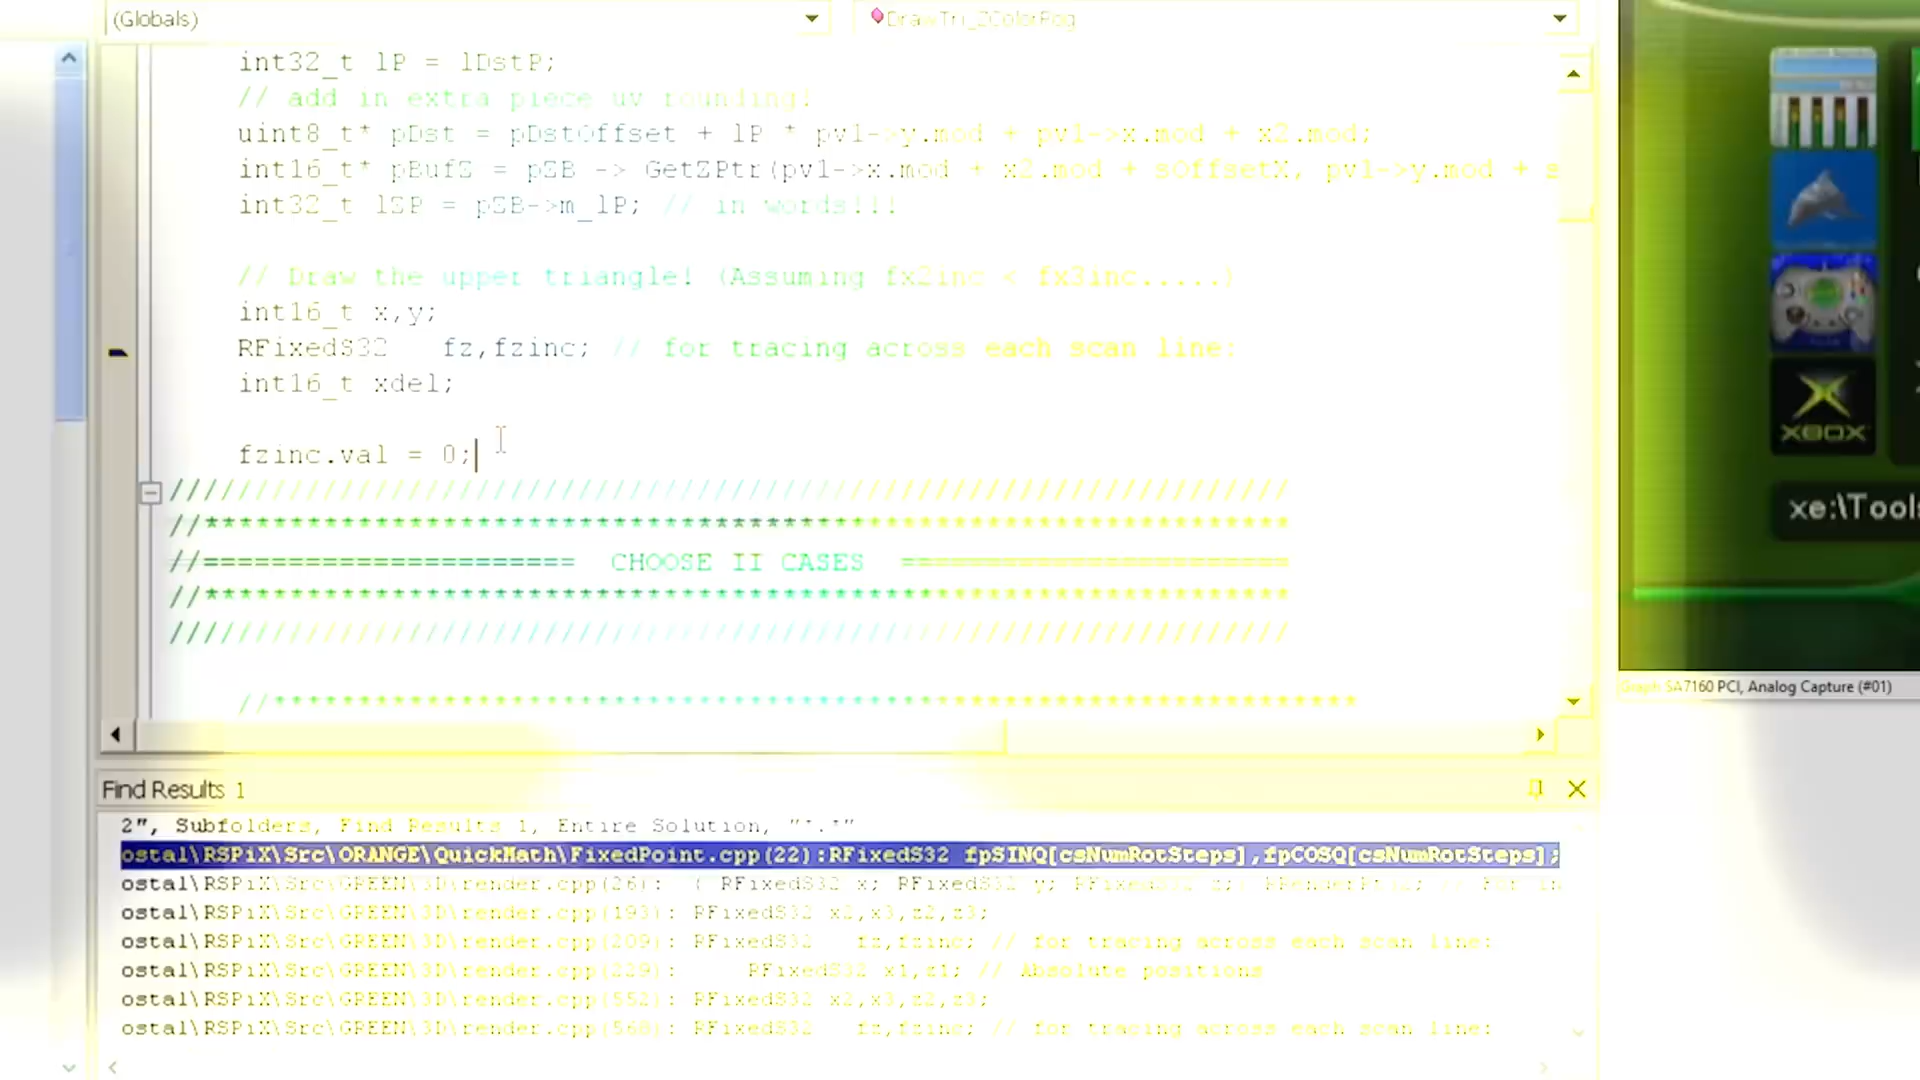 (Globals)
DrawTri_ZColorFog
int32_t lP = lDstP;
// add in extra piece uv rounding!
uint8_t* pDst = pDstOffset + lP * pv1->y.mod + pv1->x.mod + x2.mod;
int16_t* pBufZ = pZB -> GetZPtr(pv1->x.mod + x2.mod + sOffsetX, pv1->y.mod + s
int32_t lZP = pZB->m_lP; // in words!!!
// Draw the upper triangle! (Assuming fx2inc < fx3inc.....)
int16_t x,y;
RFixedS32 fz,fzinc; // for tracing across each scan line:
int16_t xdel;
fzinc.val = 0;
//////////////////////////////////////////////////////////////////
//****************************************************************
//====================== CHOOSE II CASES =======================
//****************************************************************
//////////////////////////////////////////////////////////////////
//****************************************************************
XBOX
xe:\Tools
Graph SA7160 PCI, Analog Capture (#01)
Find Results 1
2", Subfolders, Find Results 1, Entire Solution, "*.*"
ostal\RSPiX\Src\ORANGE\QuickMath\FixedPoint.cpp(22):RFixedS32 fpSINQ[csNumRotSteps],fpCOSQ[csNumRotSteps];
ostal\RSPiX\Src\GREEN\3D\render.cpp(26): { RFixedS32 x; RFixedS32 y; RFixedS32 z;}
ostal\RSPiX\Src\GREEN\3D\render.cpp(193): RFixedS32 x2,x3,z2,z3;
ostal\RSPiX\Src\GREEN\3D\render.cpp(209): RFixedS32 fz,fzinc; // for tracing across each scan line:
ostal\RSPiX\Src\GREEN\3D\render.cpp(229): RFixedS32 x1,z1; // Absolute positions
ostal\RSPiX\Src\GREEN\3D\render.cpp(552): RFixedS32 x2,x3,z2,z3;
ostal\RSPiX\Src\GREEN\3D\render.cpp(568): RFixedS32 fz,fzinc; // for tracing across each scan line: